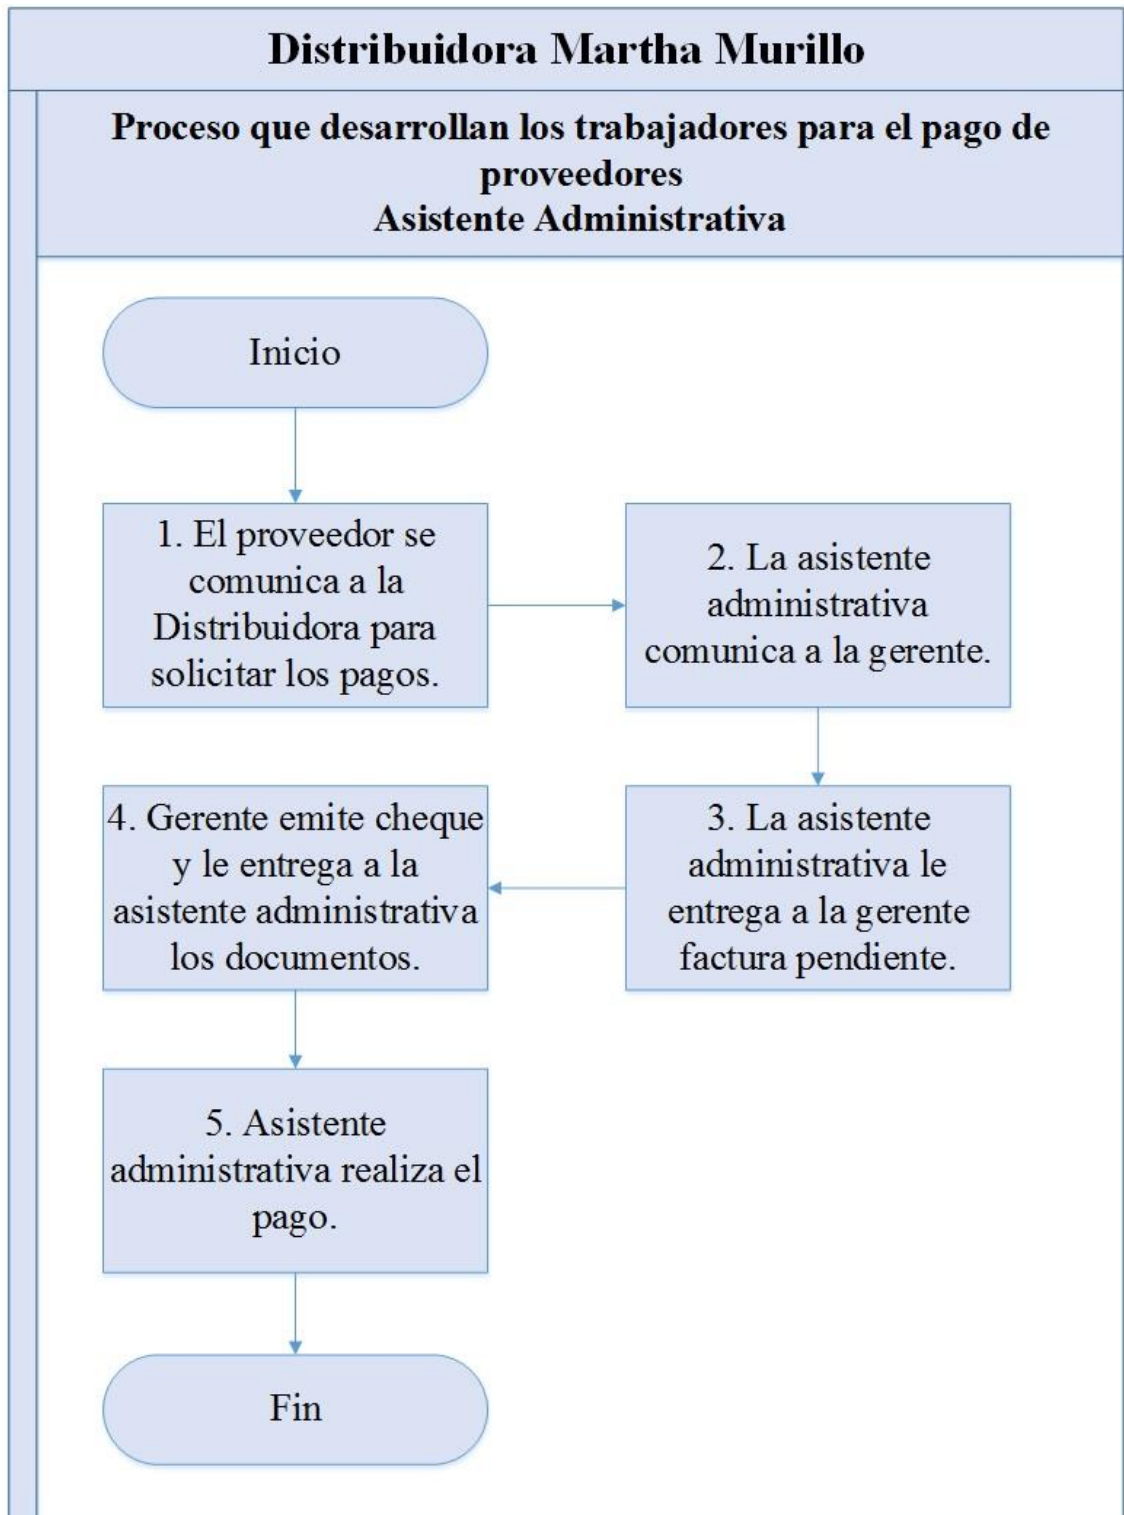 Distribuidora Martha Murillo
Proceso que desarrollan los trabajadores para el pago de
proveedores
Asistente Administrativa
Inicio
1. El proveedor se
comunica a la
Distribuidora para
solicitar los pagos.
2. La asistente
administrativa
comunica a la gerente.
3. La asistente
administrativa le
entrega a la gerente
factura pendiente.
4. Gerente emite cheque
y le entrega a la
asistente administrativa
los documentos.
5. Asistente
administrativa realiza el
pago.
Fin